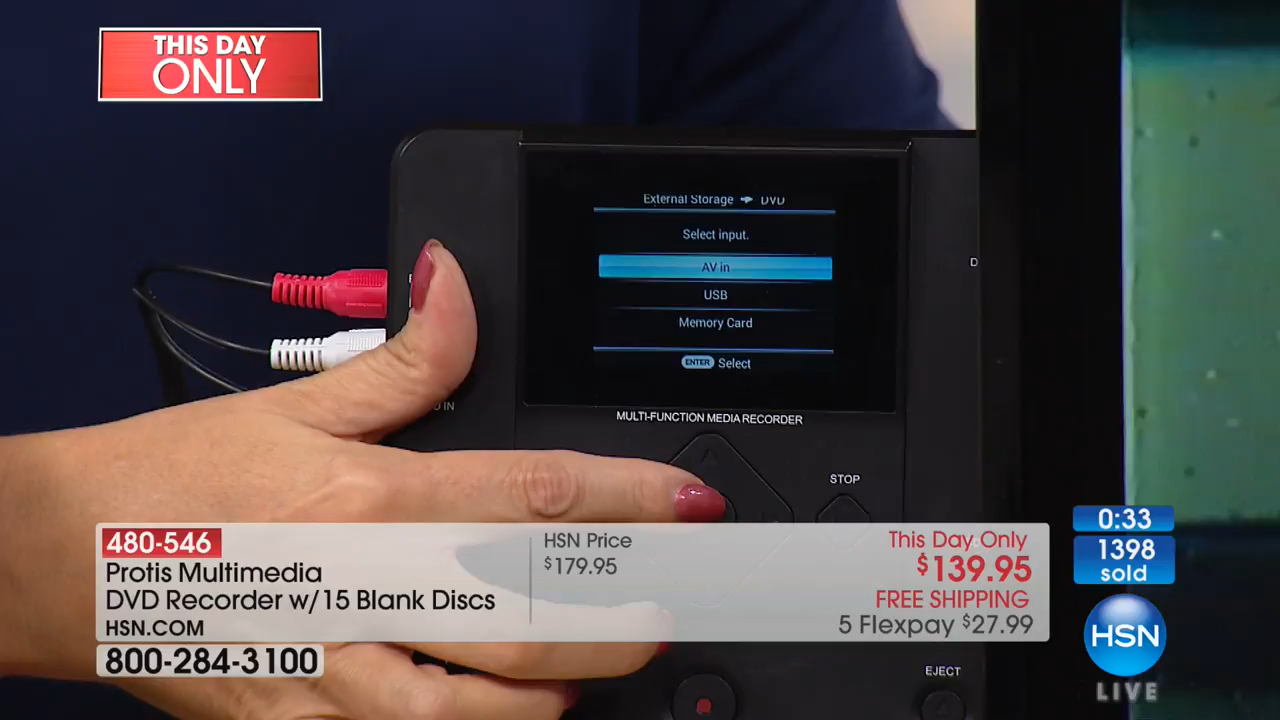 THIS DAY
ONLY
External Storage DVD
Select input.
AV in
USB
Memory Card
ENTER Select
MULTI-FUNCTION MEDIA RECORDER
STOP
IN
D
480-546
Protis Multimedia
DVD Recorder w/15 Blank Discs
HSN.COM
800-284-3100
HSN Price
$179.95
This Day Only
$139.95
FREE SHIPPING
5 Flexpay $27.99
0:33
1398
sold
HSN
LIVE
EJECT